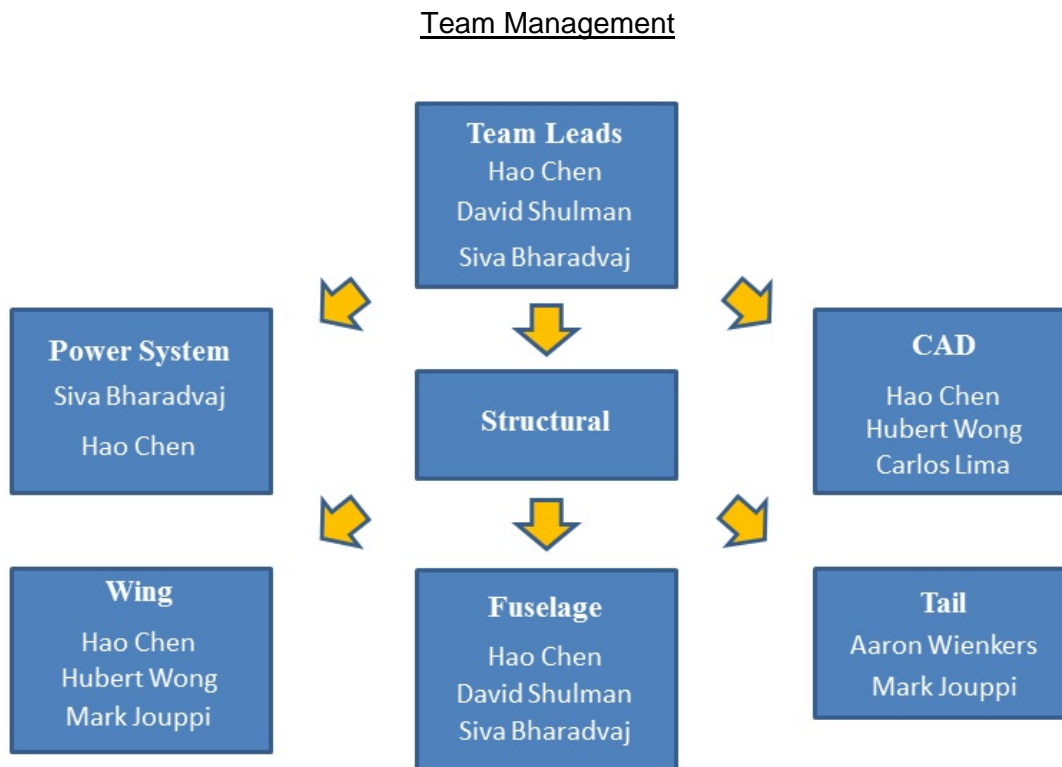 Team Management
Team Leads
Hao Chen
David Shulman
Siva Bharadvaj
Power System
Siva Bharadvaj
Hao Chen
Structural
CAD
Hao Chen
Hubert Wong
Carlos Lima
Wing
Hao Chen
Hubert Wong
Mark Jouppi
Fuselage
Hao Chen
David Shulman
Siva Bharadvaj
Tail
Aaron Wienkers
Mark Jouppi